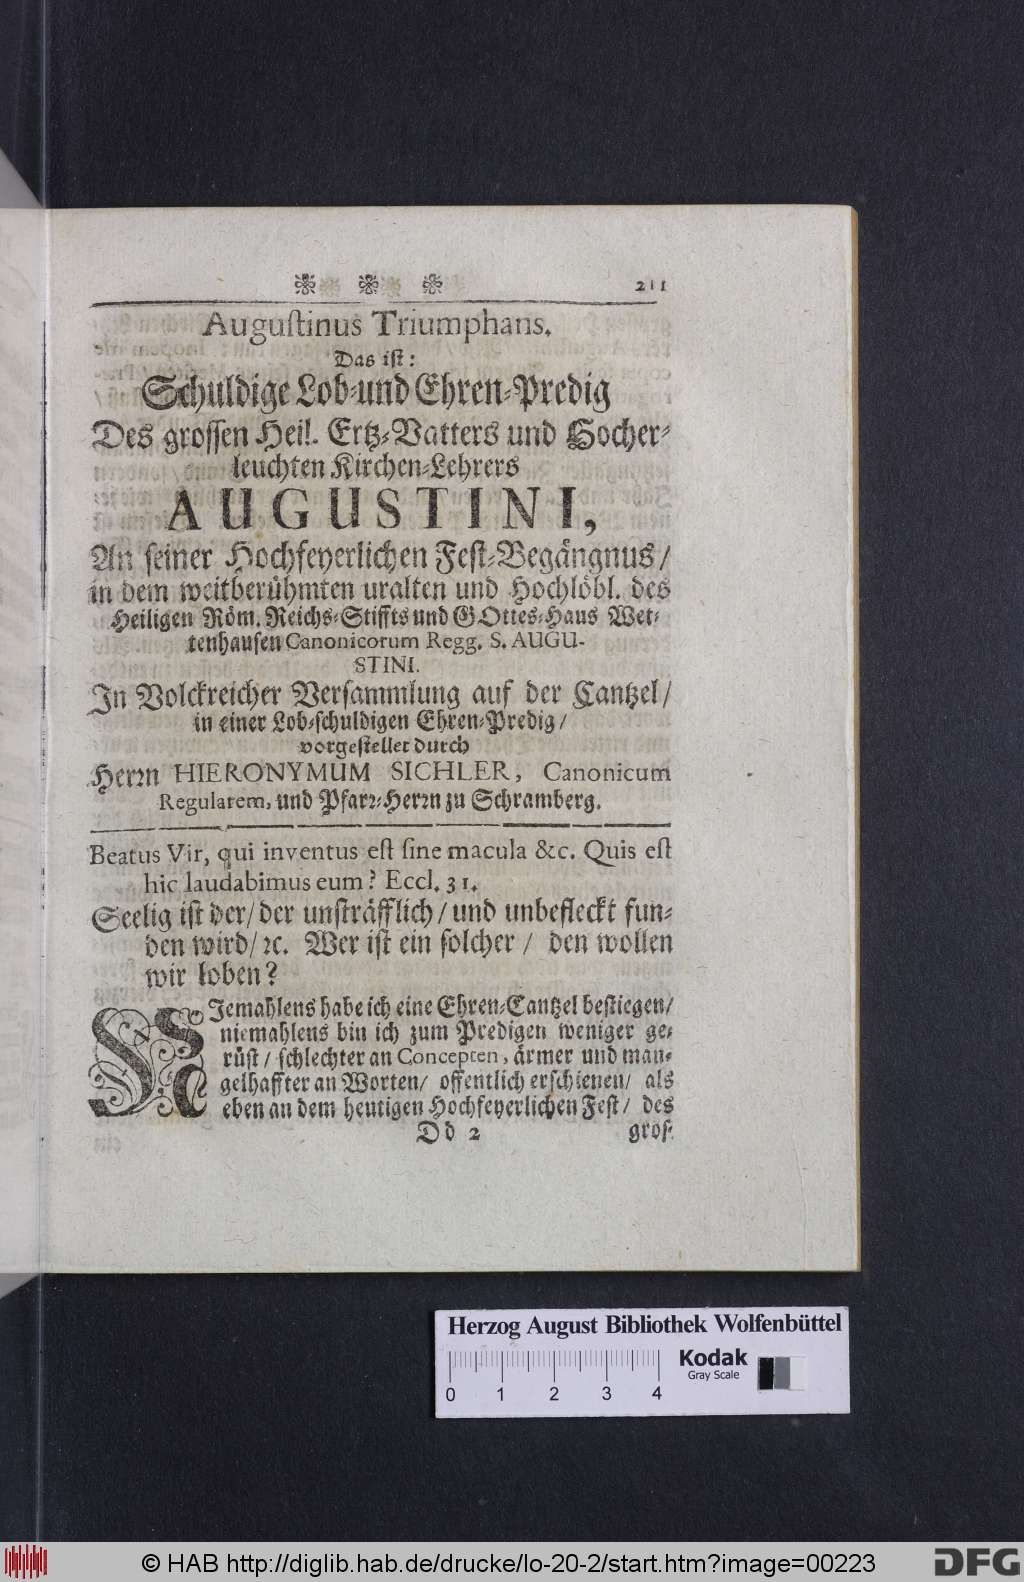 211
Augustinus Triumphans.
Das ist:
Schuldige Lob-und Ehren-Predig
Des grossen Heil. Ertz-Vatters und Hocher-
leuchten Kirchen-Lehrers
AUGUSTINI,
An seiner Hochfeyerlichen Fest-Begängnus/
in dem weitberühmten uralten und Hochlöbl. des
Heiligen Röm. Reichs-Stiffts und GOttes-Haus Wet-
tenhausen Canonicorum Regg. S. AUGU-
STINI.
In Volckreicher Versammlung auf der Cantzel/
in einer Lob-schuldigen Ehren-Predig/
vorgestellet durch
Herrn HIERONYMUM SICHLER, Canonicum
Regularem, und Pfarr-Herrn zu Schramberg.
Beatus Vir, qui inventus est sine macula &c. Quis est
hic laudabimus eum? Eccl. 31.
Seelig ist der/ der unsträfflich/ und unbefleckt fun-
den wird/ ꝛc. Wer ist ein solcher/ den wollen
wir loben?
NIemahlens habe ich eine Ehren-Cantzel bestiegen/
niemahlens bin ich zum Predigen weniger ge-
rüst/ schlechter an Concepten, ärmer und man-
gelhaffter an Worten/ offentlich erschienen/ als
eben an dem heutigen Hochfeyerlichen Fest/ des
Dd 2 gros-
Herzog August Bibliothek Wolfenbüttel
0 1 2 3 4
Kodak
Gray Scale
© HAB http://diglib.hab.de/drucke/lo-20-2/start.htm?image=00223
DFG